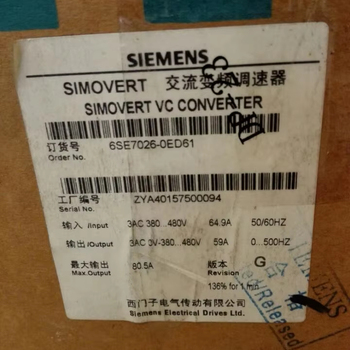 SIEMENS
SIMOVERT 交流变频调速器
SIMOVERT VC CONVERTER
订货号 6SE7026-0ED61
Order No.
工厂编号 ZYA40157500094
Serial No.
输入 /Input 3AC 380...480V 64.9A 50/60HZ
输出 /Output 3AC 0V-380...480V 59A 0...500HZ
最大输出 80.5A 版本 G
Max.Output Revision
136% for 1 min
西门子电气传动有限公司
Siemens Electrical Drives Ltd.
SIEMENS
合格
Released